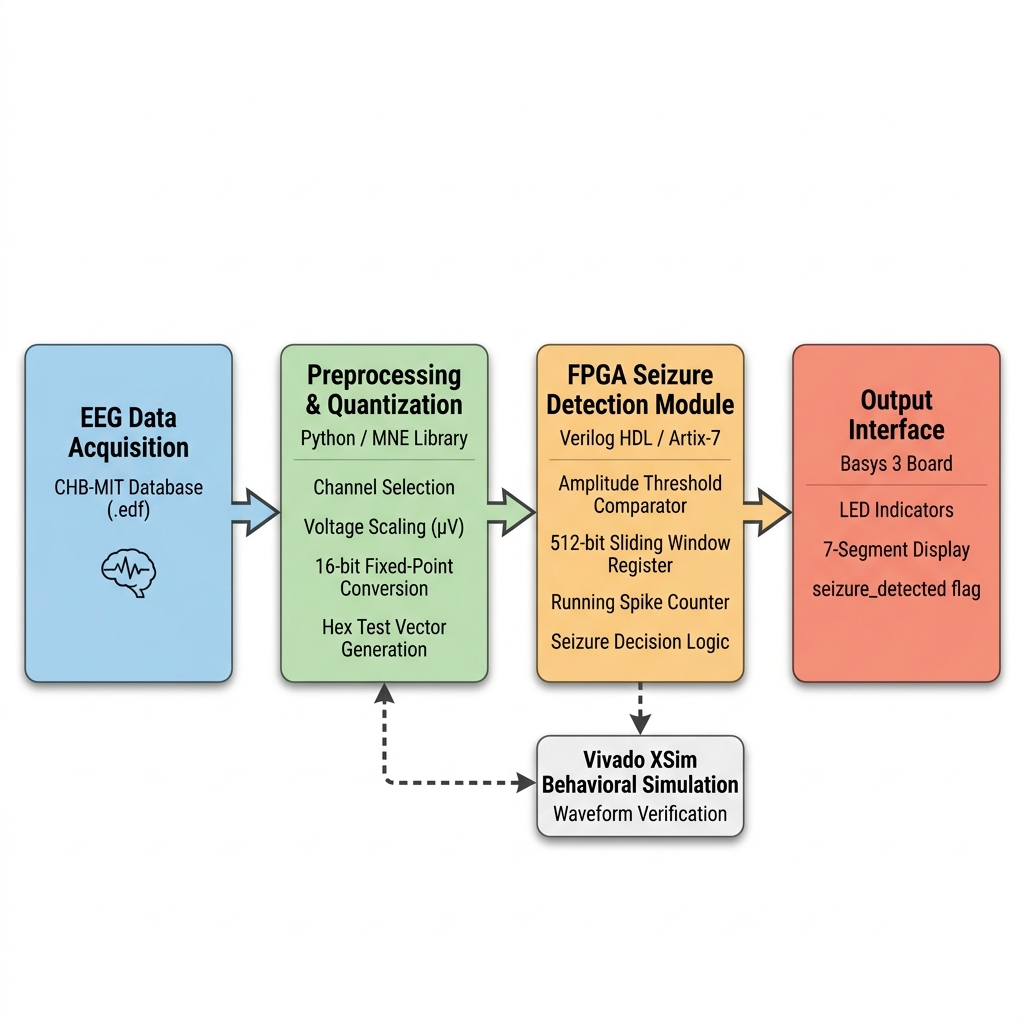 EEG Data
Acquisition
CHB-MIT Database
(.edf)
Preprocessing
& Quantization
Python / MNE Library
Channel Selection
Voltage Scaling (µV)
16-bit Fixed-Point
Conversion
Hex Test Vector
Generation
FPGA Seizure
Detection Module
Verilog HDL / Artix-7
Amplitude Threshold
Comparator
512-bit Sliding Window
Register
Running Spike Counter
Seizure Decision Logic
Output
Interface
Basys 3 Board
LED Indicators
7-Segment Display
seizure_detected flag
Vivado XSim
Behavioral Simulation
Waveform Verification